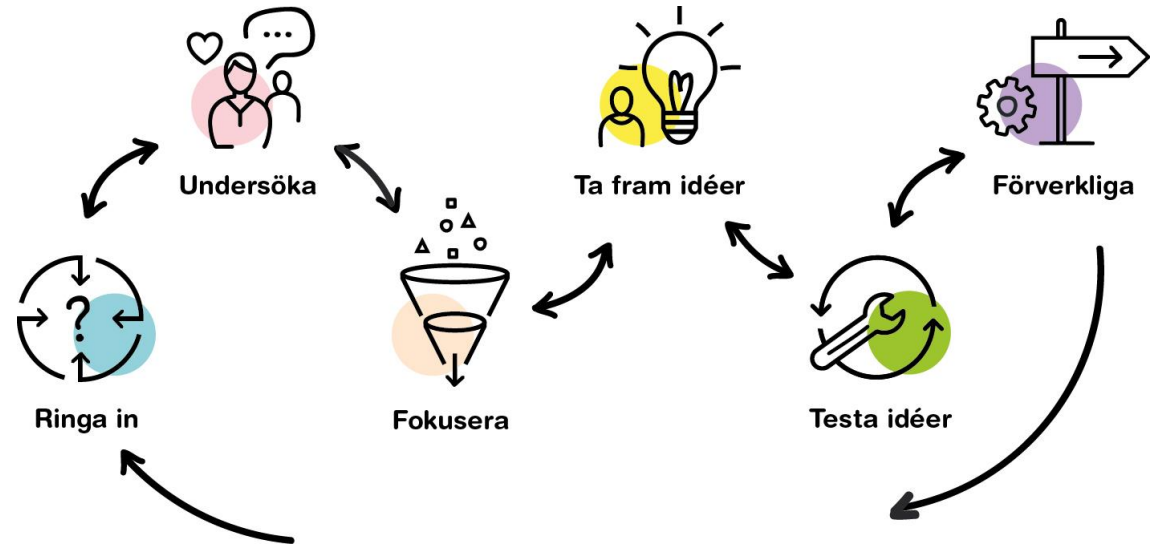 Undersöka
Ta fram idéer
Förverkliga
Ringa in
Fokusera
Testa idéer